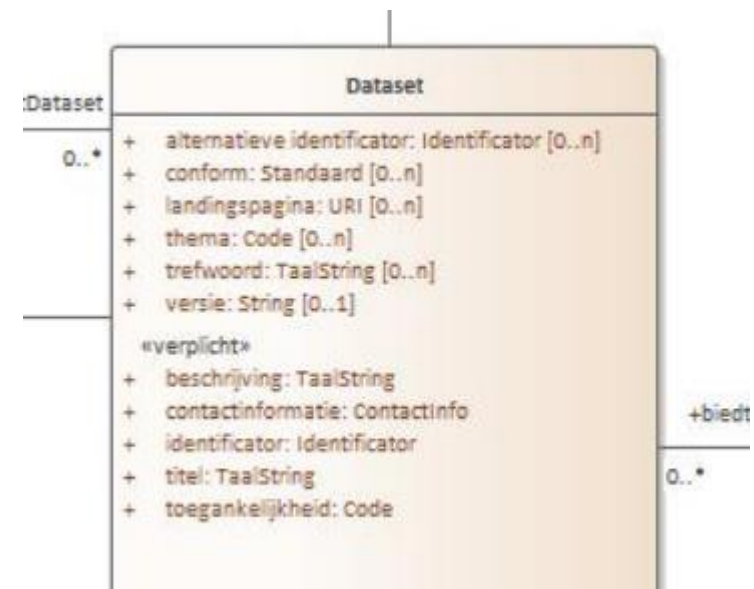 Dataset
:Dataset
0..*
+ alternatieve identificator: Identificator [0..n]
+ conform: Standaard [0..n]
+ landingspagina: URI [0..n]
+ thema: Code [0..n]
+ trefwoord: TaalString [0..n]
+ versie: String [0..1]
«verplicht»
+ beschrijving: TaalString
+ contactinformatie: ContactInfo
+ identificator: Identificator
+ titel: TaalString
+ toegankelijkheid: Code
+biedt
0..*